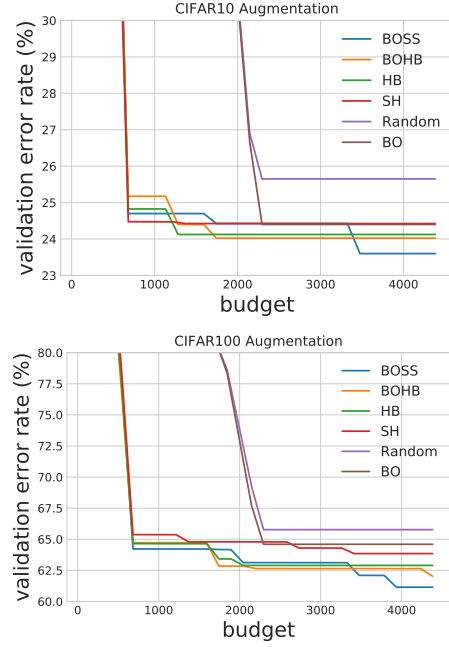 CIFAR10 Augmentation
validation error rate (%)
30
29
28
27
26
25
24
23
BOSS
BOHB
HB
SH
Random
BO
0 1000 2000 3000 4000
budget
CIFAR100 Augmentation
validation error rate (%)
80.0
77.5
75.0
72.5
70.0
67.5
65.0
62.5
60.0
BOSS
BOHB
HB
SH
Random
BO
0 1000 2000 3000 4000
budget